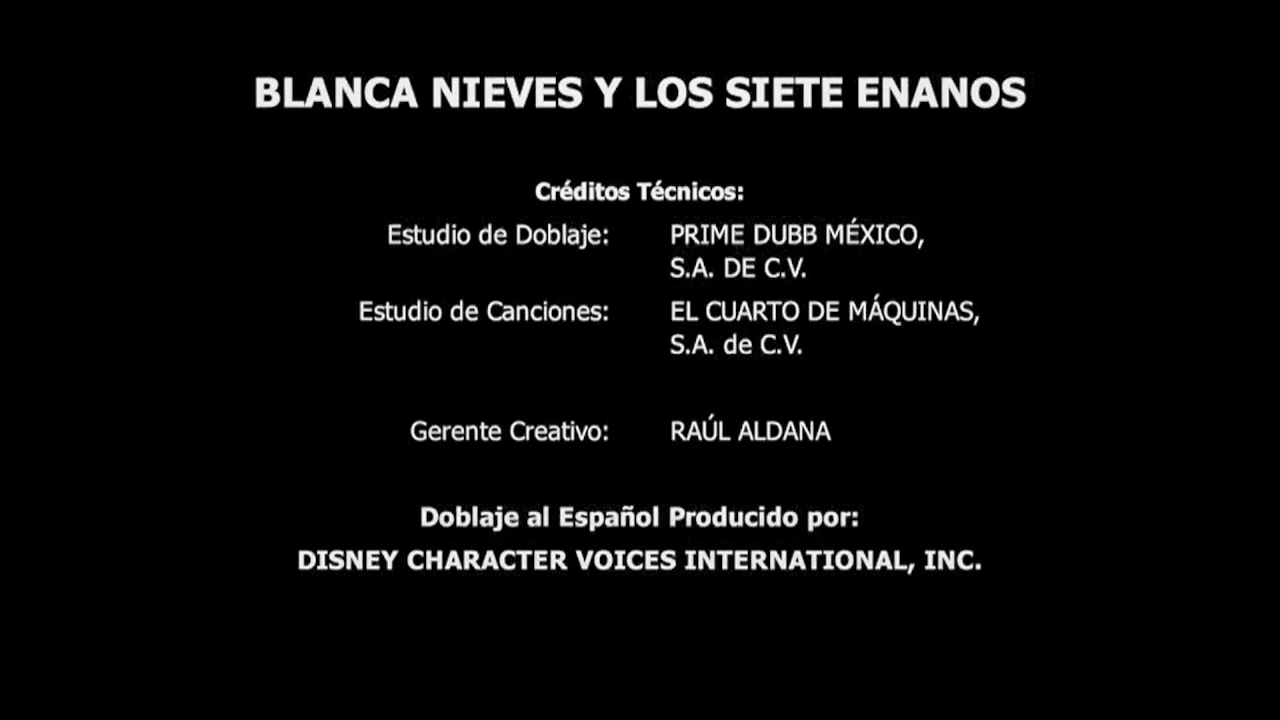 BLANCA NIEVES Y LOS SIETE ENANOS
Créditos Técnicos:
Estudio de Doblaje: PRIME DUBB MÉXICO,
S.A. DE C.V.
Estudio de Canciones: EL CUARTO DE MÁQUINAS,
S.A. de C.V.
Gerente Creativo: RAÚL ALDANA
Doblaje al Español Producido por:
DISNEY CHARACTER VOICES INTERNATIONAL, INC.